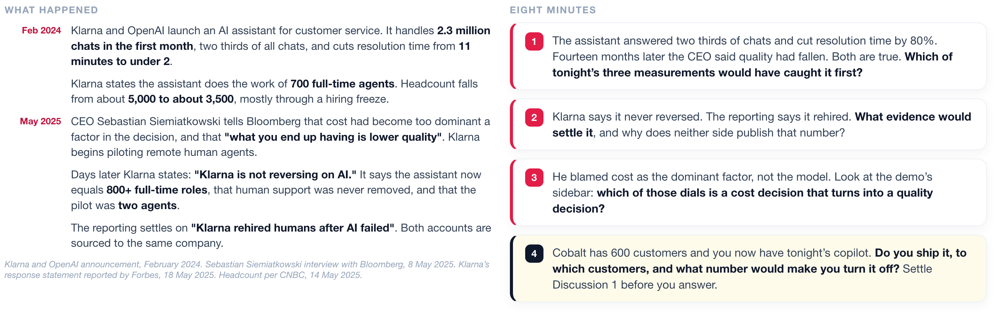 WHAT HAPPENED
Feb 2024
Klarna and OpenAI launch an AI assistant for customer service. It handles 2.3 million
chats in the first month, two thirds of all chats, and cuts resolution time from 11
minutes to under 2.
Klarna states the assistant does the work of 700 full-time agents. Headcount falls
from about 5,000 to about 3,500, mostly through a hiring freeze.
May 2025
CEO Sebastian Siemiatkowski tells Bloomberg that cost had become too dominant a
factor in the decision, and that "what you end up having is lower quality". Klarna
begins piloting remote human agents.
Days later Klarna states: "Klarna is not reversing on AI." It says the assistant now
equals 800+ full-time roles, that human support was never removed, and that the
pilot was two agents.
The reporting settles on "Klarna rehired humans after AI failed". Both accounts are
sourced to the same company.
Klarna and OpenAI announcement, February 2024. Sebastian Siemiatkowski interview with Bloomberg, 8 May 2025. Klarna’s
response statement reported by Forbes, 18 May 2025. Headcount per CNBC, 14 May 2025.
EIGHT MINUTES
1
The assistant answered two thirds of chats and cut resolution time by 80%.
Fourteen months later the CEO said quality had fallen. Both are true. Which of
tonight’s three measurements would have caught it first?
2
Klarna says it never reversed. The reporting says it rehired. What evidence would
settle it, and why does neither side publish that number?
3
He blamed cost as the dominant factor, not the model. Look at the demo’s
sidebar: which of those dials is a cost decision that turns into a quality
decision?
4
Cobalt has 600 customers and you now have tonight’s copilot. Do you ship it, to
which customers, and what number would make you turn it off? Settle
Discussion 1 before you answer.